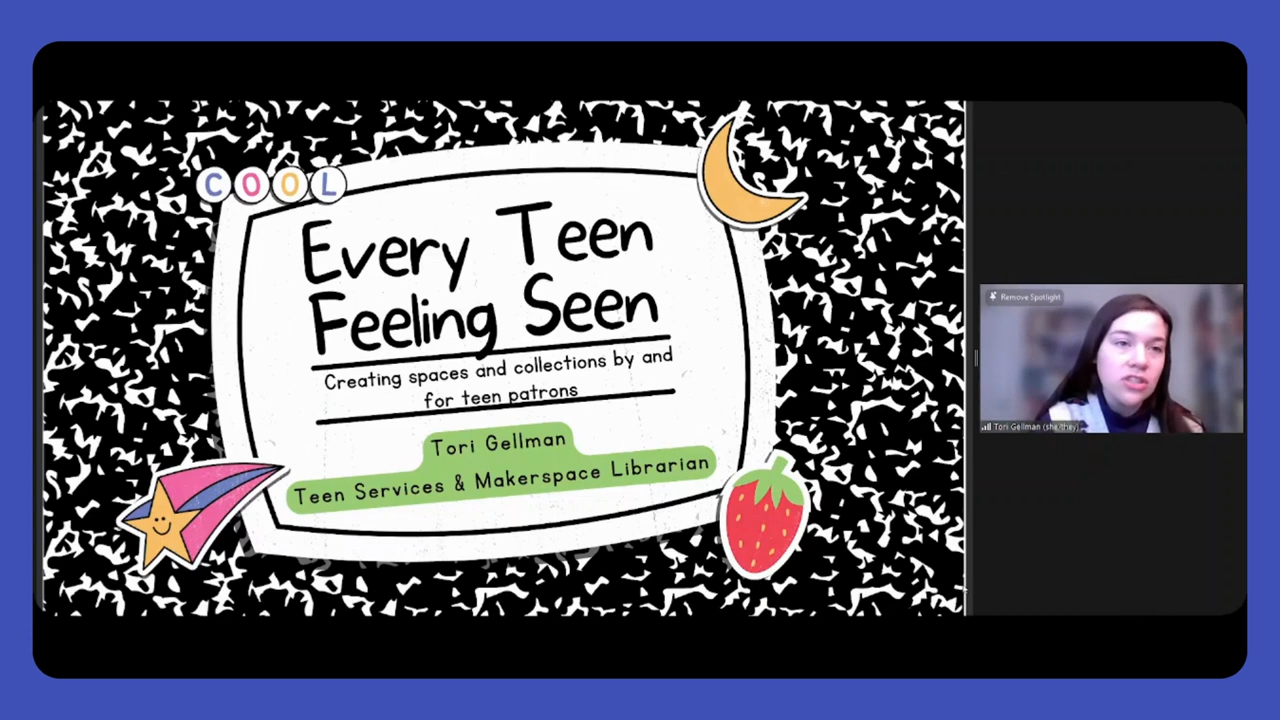 COOL
Every Teen
Feeling Seen
Creating spaces and collections by and
for teen patrons
Tori Gellman
Teen Services & Makerspace Librarian
Remove Spotlight
Tori Gellman (she/they)